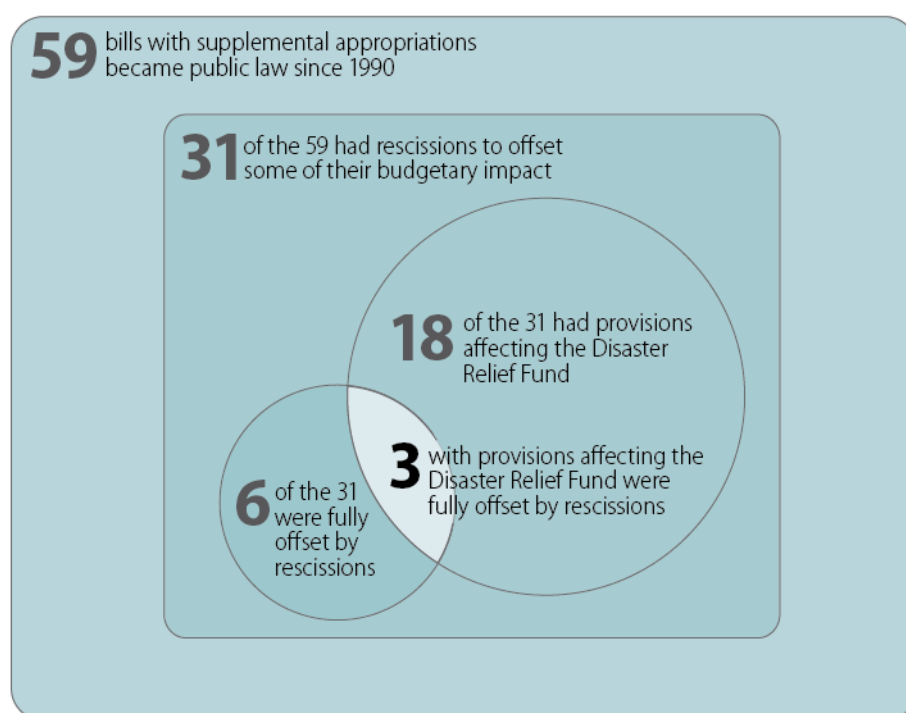 59 bills with supplemental appropriations
became public law since 1990
31 of the 59 had rescissions to offset
some of their budgetary impact
18 of the 31 had provisions
affecting the Disaster
Relief Fund
3 with provisions affecting the
Disaster Relief Fund were
fully offset by rescissions
6 of the 31
were fully
offset by
rescissions